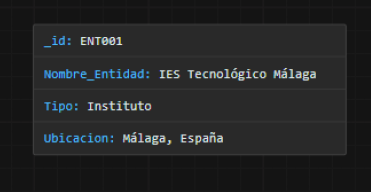 _id: ENT001
Nombre_Entidad: IES Tecnológico Málaga
Tipo: Instituto
Ubicacion: Málaga, España